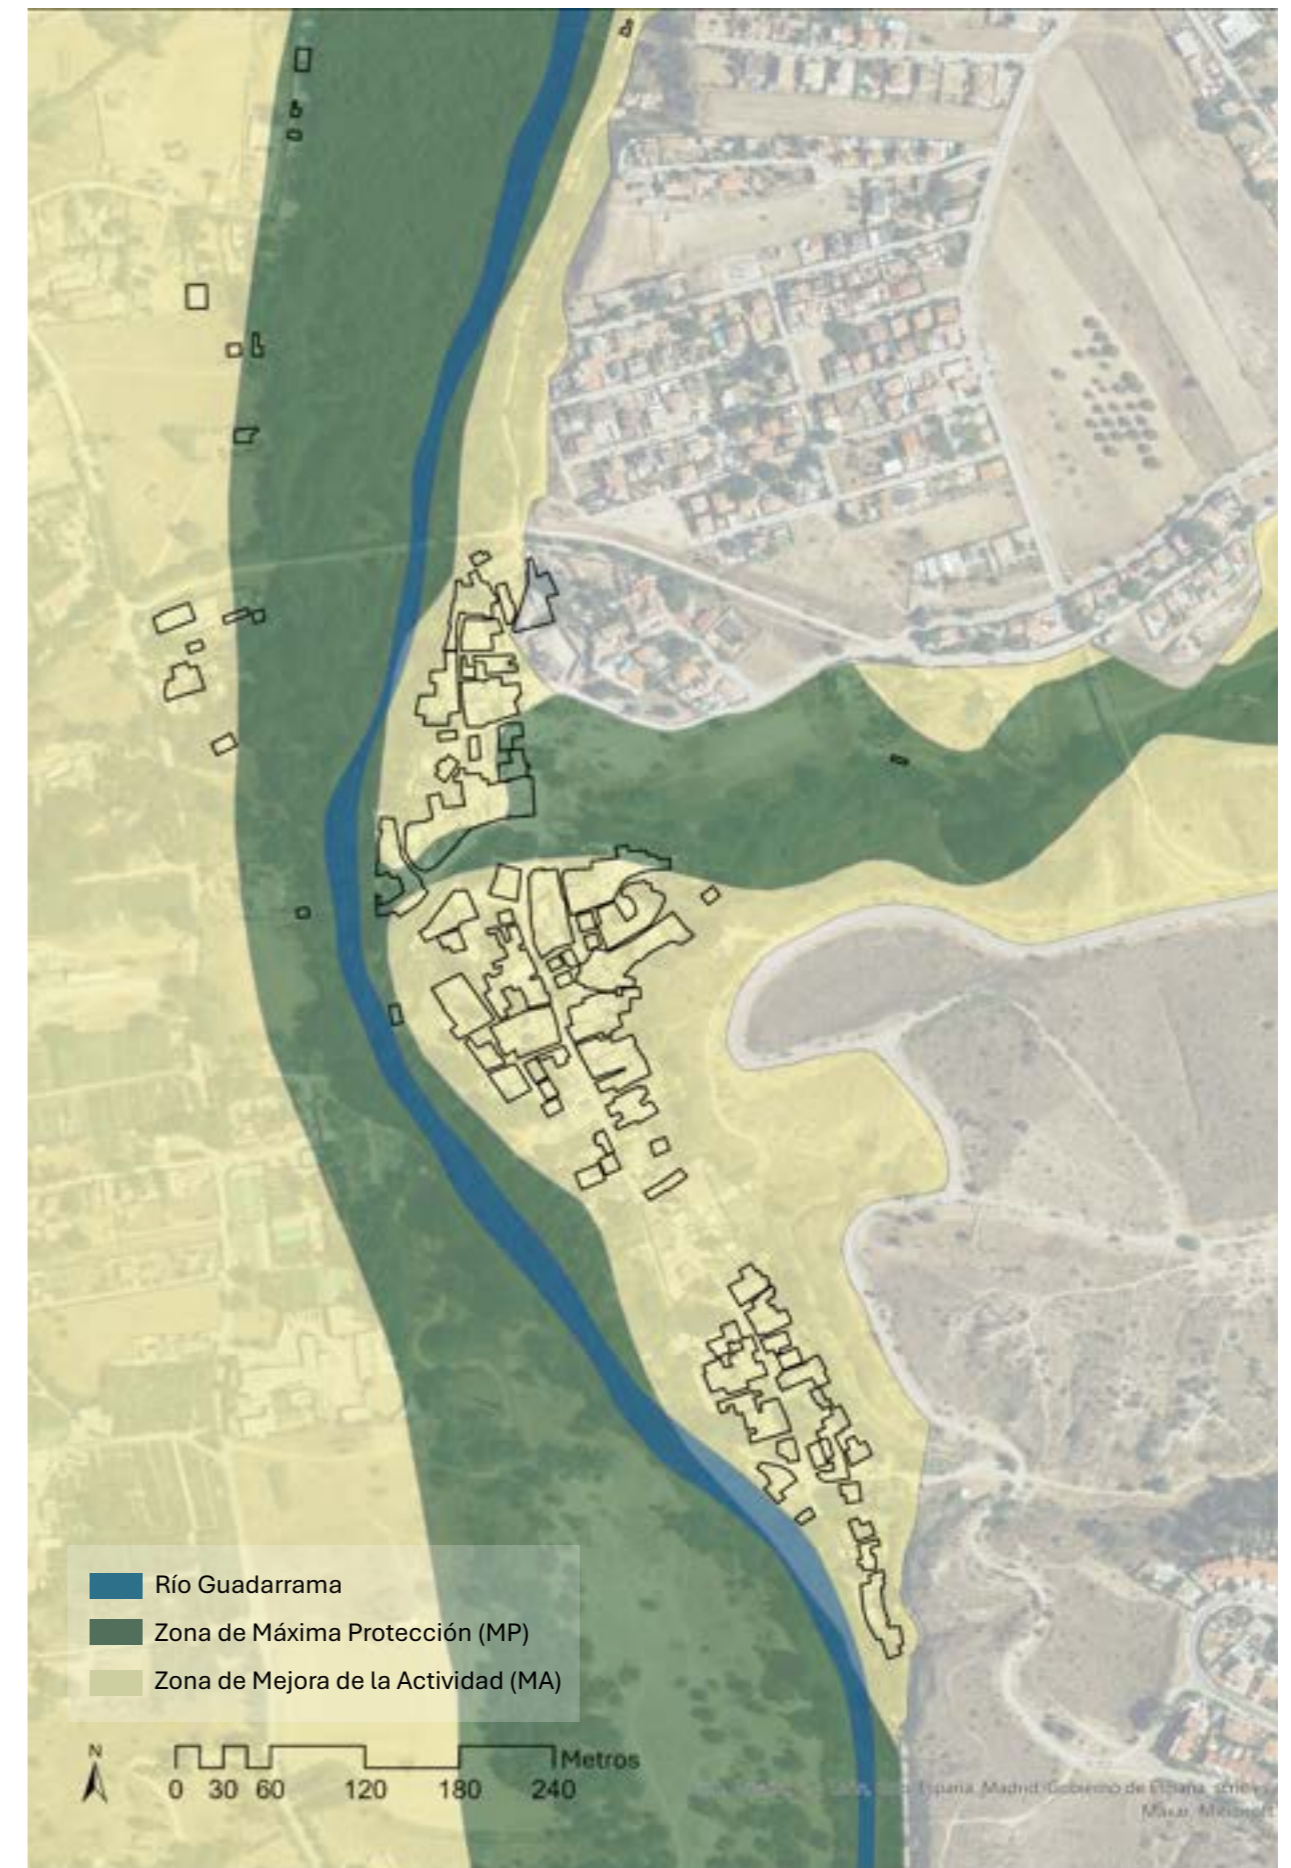 Río Guadarrama
Zona de Máxima Protección (MP)
Zona de Mejora de la Actividad (MA)
N
Metros
0 30 60 120 180 240
España Madrid, Gobierno de España
Maxar, Microsoft